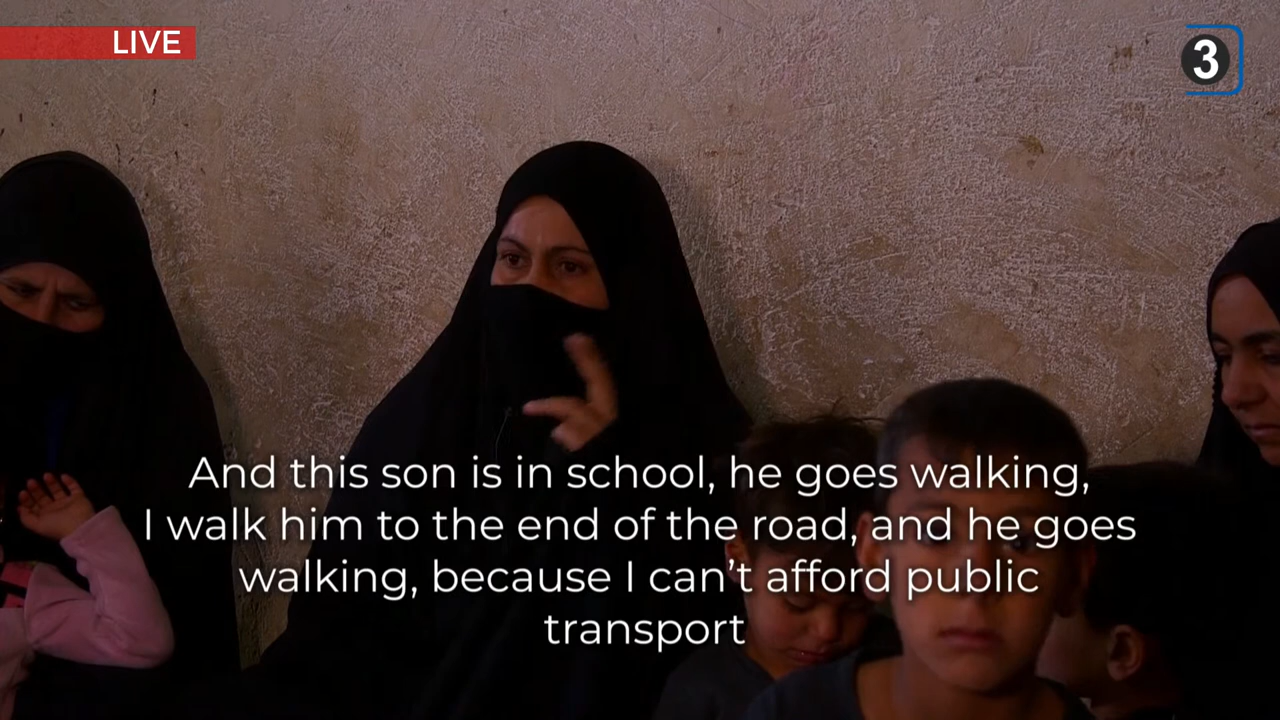 LIVE
3
And this son is in school, he goes walking,
I walk him to the end of the road, and he goes
walking, because I can’t afford public
transport